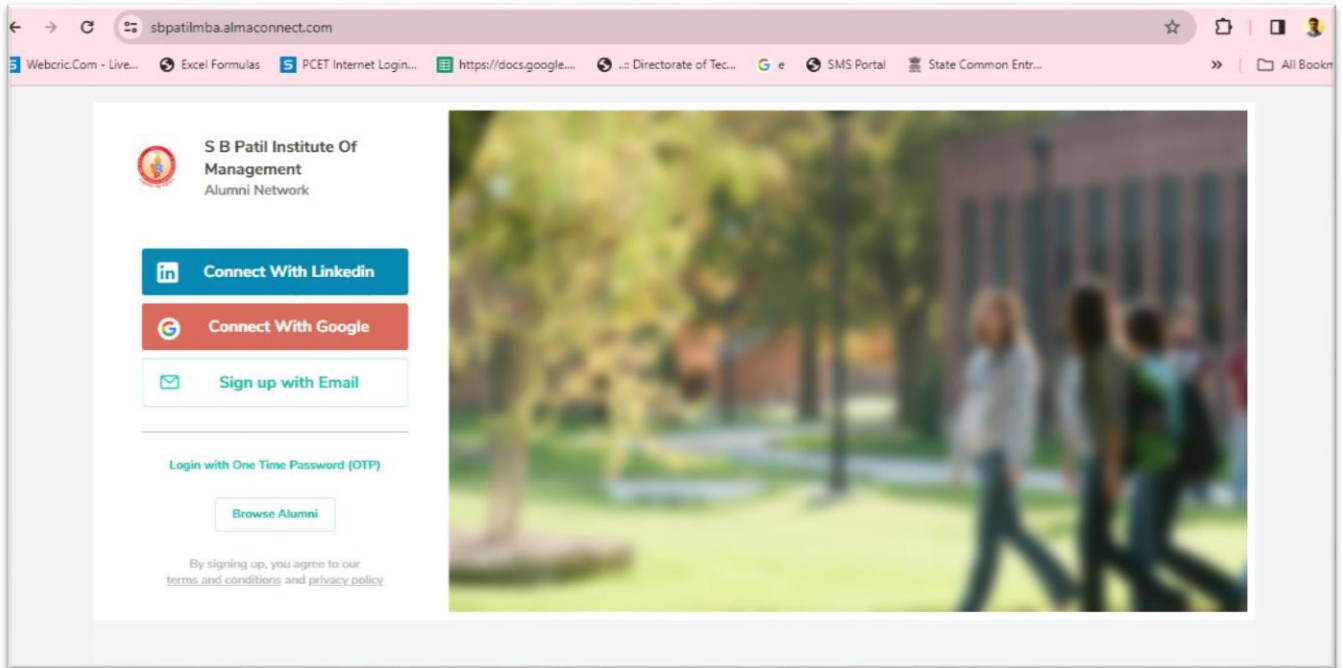 sbpatilmba.almaconnect.com
Webcric.Com - Live... Excel Formulas PCET Internet Login... https://docs.google.... ..:: Directorate of Tec... e SMS Portal State Common Entr... » All Bookm
S B Patil Institute Of
Management
Alumni Network
in Connect With Linkedin
G Connect With Google
Sign up with Email
Login with One Time Password (OTP)
Browse Alumni
By signing up, you agree to our
terms and conditions and privacy policy